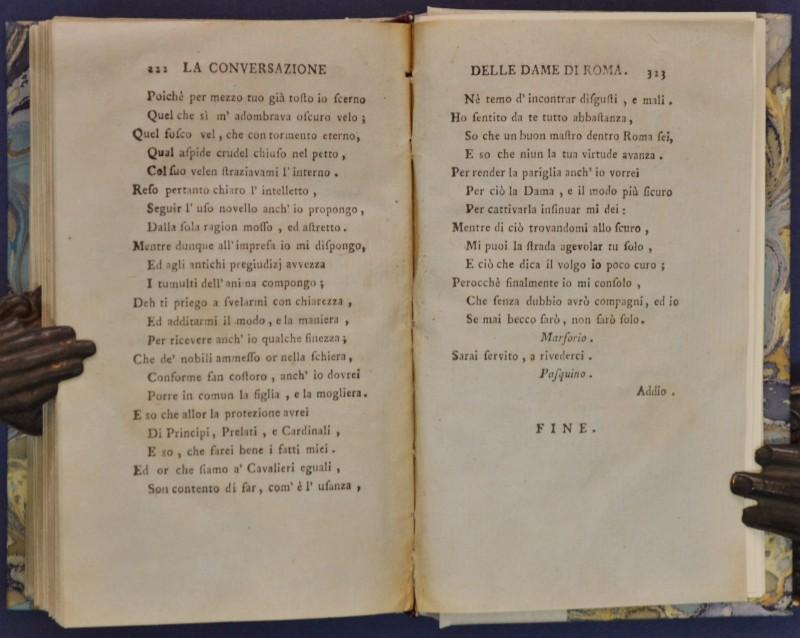 222 LA CONVERSAZIONE
Poichè per mezzo tuo già toſto io ſcerno
Quel che sì m' adombrava oſcuro velo ;
Quel foſco vel, che con tormento eterno,
Qual aſpide crudel chiuſo nel petto ,
Col ſuo velen ſtraziavami l' interno .
Reſo pertanto chiaro l' intelletto ,
Seguir l' uſo novello anch' io propongo ,
Dalla ſola ragion moſſo , ed aſtretto .
Mentre dunque all' impreſa io mi diſpongo,
Ed agli antichi pregiudizj avvezza
I tumulti dell' anima compongo ;
Deh ti priego a ſvelarmi con chiarezza ,
Ed additarmi il modo , e la maniera ,
Per ricevere anch' io qualche finezza ;
Che de' nobili ammeſſo or nella ſchiera ,
Conforme fan coſtoro , anch' io dovrei
Porre in comun la figlia , e la mogliera .
E so che allor la protezione avrei
Di Principi, Prelati , e Cardinali ,
E so , che farei bene i fatti miei .
Ed or che ſiamo a' Cavalieri eguali ,
Son contento di far , com' è l' uſanza ,
DELLE DAME DI ROMA. 323
Nè temo d' incontrar diſguſti , e mali .
Ho ſentito da te tutto abbaſtanza ,
So che un buon maſtro dentro Roma ſei,
E so che niun la tua virtude avanza .
Per render la pariglia anch' io vorrei
Per ciò la Dama , e il modo più ſicuro
Per cattivarla inſinuar mi dei :
Mentre di ciò trovandomi allo ſcuro ,
Mi puoi la ſtrada agevolar tu ſolo ,
E ciò che dica il volgo io poco curo ;
Perocchè finalmente io mi conſolo ,
Che ſenza dubbio avrò compagni, ed io
Se mai becco ſarò , non ſarò ſolo .
Marforio .
Sarai ſervito , a rivederci .
Paſquino .
Addio .
FINE.